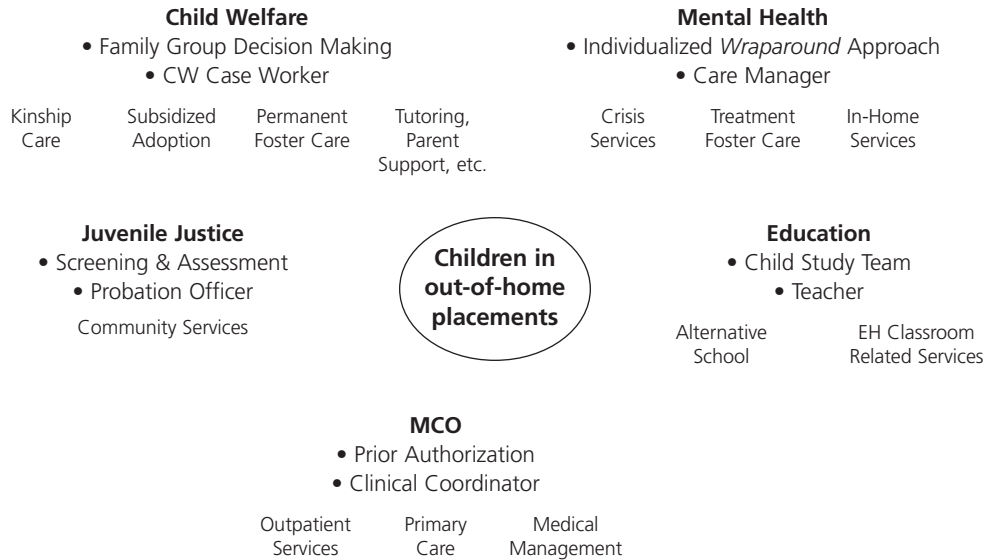 Child Welfare
• Family Group Decision Making
• CW Case Worker
Kinship
Care
Subsidized
Adoption
Permanent
Foster Care
Tutoring,
Parent
Support, etc.
Mental Health
• Individualized Wraparound Approach
• Care Manager
Crisis
Services
Treatment
Foster Care
In-Home
Services
Juvenile Justice
• Screening & Assessment
• Probation Officer
Community Services
Children in
out-of-home
placements
Education
• Child Study Team
• Teacher
Alternative
School
EH Classroom
Related Services
MCO
• Prior Authorization
• Clinical Coordinator
Outpatient
Services
Primary
Care
Medical
Management